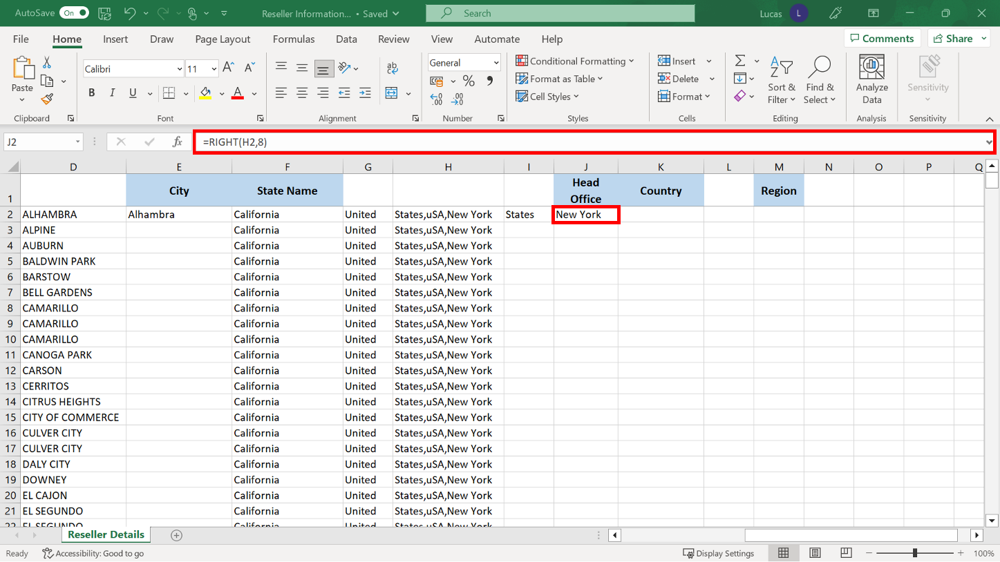 AutoSave On Reseller Information... • Saved Search Lucas L
File Home Insert Draw Page Layout Formulas Data Review View Automate Help Comments Share
Paste Calibri 11 A A ab General Conditional Formatting Insert Σ A Z
B I U A % , Format as Table Delete Sort & Filter Find & Select Analyze Data Sensitivity
.00 .00 Cell Styles Format
Clipboard Font Alignment Number Styles Cells Editing Analysis Sensitivity
J2 fx =RIGHT(H2,8)
D E F G H I J K L M N O P Q
1 City State Name Head Office Country Region
2 ALHAMBRA Alhambra California United States,uSA,New York States New York
3 ALPINE California United States,uSA,New York
4 AUBURN California United States,uSA,New York
5 BALDWIN PARK California United States,uSA,New York
6 BARSTOW California United States,uSA,New York
7 BELL GARDENS California United States,uSA,New York
8 CAMARILLO California United States,uSA,New York
9 CAMARILLO California United States,uSA,New York
10 CAMARILLO California United States,uSA,New York
11 CANOGA PARK California United States,uSA,New York
12 CARSON California United States,uSA,New York
13 CERRITOS California United States,uSA,New York
14 CITRUS HEIGHTS California United States,uSA,New York
15 CITY OF COMMERCE California United States,uSA,New York
16 CULVER CITY California United States,uSA,New York
17 CULVER CITY California United States,uSA,New York
18 DALY CITY California United States,uSA,New York
19 DOWNEY California United States,uSA,New York
20 EL CAJON California United States,uSA,New York
21 EL SEGUNDO California United States,uSA,New York
22 EL SEGUNDO California United States,uSA,New York
Reseller Details
Ready Accessibility: Good to go Display Settings 100%